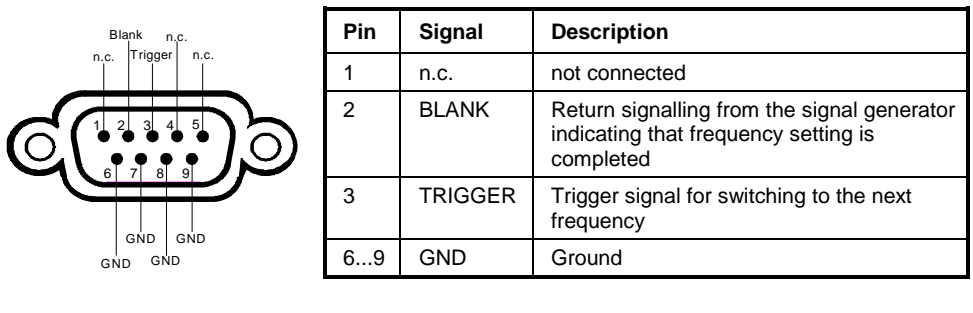 Blank n.c.
n.c. Trigger n.c.
1 2 3 4 5
6 7 8 9
GND GND
GND GND
Pin Signal Description
1 n.c. not connected
2 BLANK Return signalling from the signal generator
indicating that frequency setting is
completed
3 TRIGGER Trigger signal for switching to the next
frequency
6...9 GND Ground